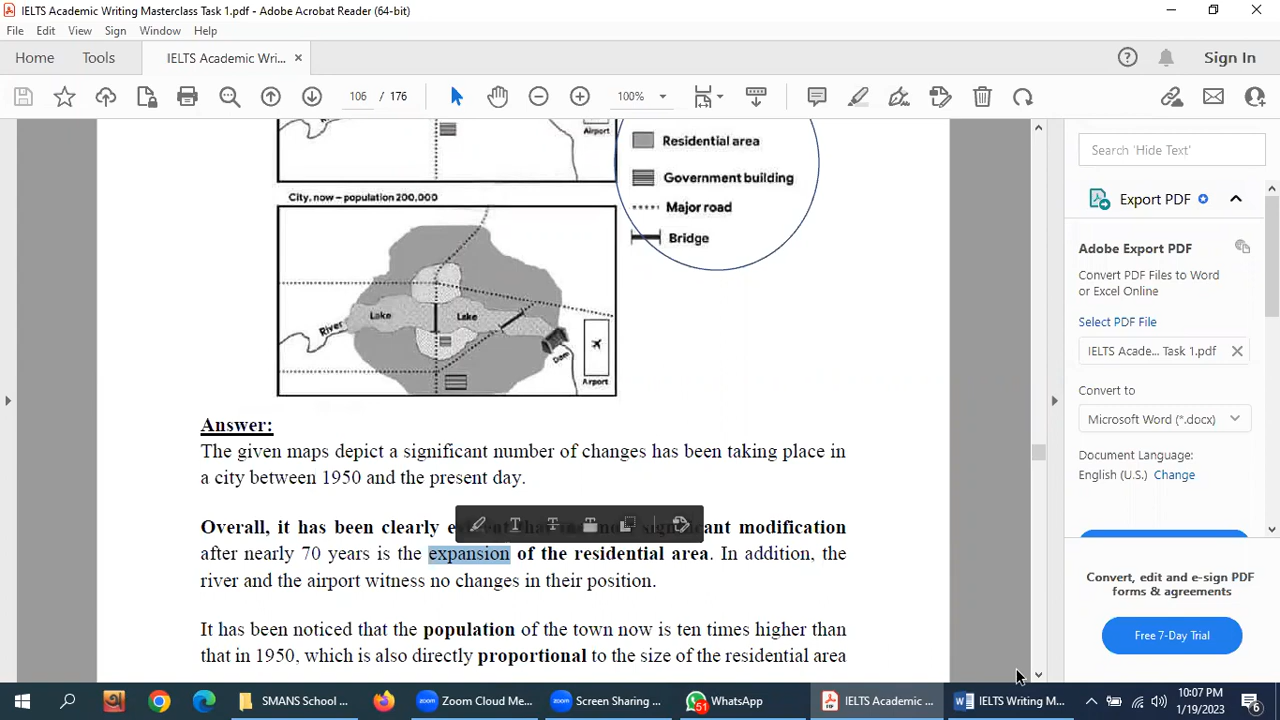 IELTS Academic Writing Masterclass Task 1.pdf - Adobe Acrobat Reader (64-bit)
File Edit View Sign Window Help
Home Tools IELTS Academic Wri... × Sign In
106 / 176 100%
Search 'Hide Text'
Airport
Residential area
Government building
Major road
Bridge
City, now – population 200,000
River Lake Lake Dam
Airport
Export PDF
Adobe Export PDF
Convert PDF Files to Word
or Excel Online
Select PDF File
IELTS Acade... Task 1.pdf
Convert to
Microsoft Word (*.docx)
Document Language:
English (U.S.) Change
Convert, edit and e-sign PDF
forms & agreements
Free 7-Day Trial
Answer:
The given maps depict a significant number of changes has been taking place in
a city between 1950 and the present day.
Overall, it has been clearly modification
after nearly 70 years is the expansion of the residential area. In addition, the
river and the airport witness no changes in their position.
It has been noticed that the population of the town now is ten times higher than
that in 1950, which is also directly proportional to the size of the residential area
SMANS School ... Zoom Cloud Me... Screen Sharing ... 51 WhatsApp IELTS Academic ... IELTS Writing M...
10:07 PM
1/19/2023
6